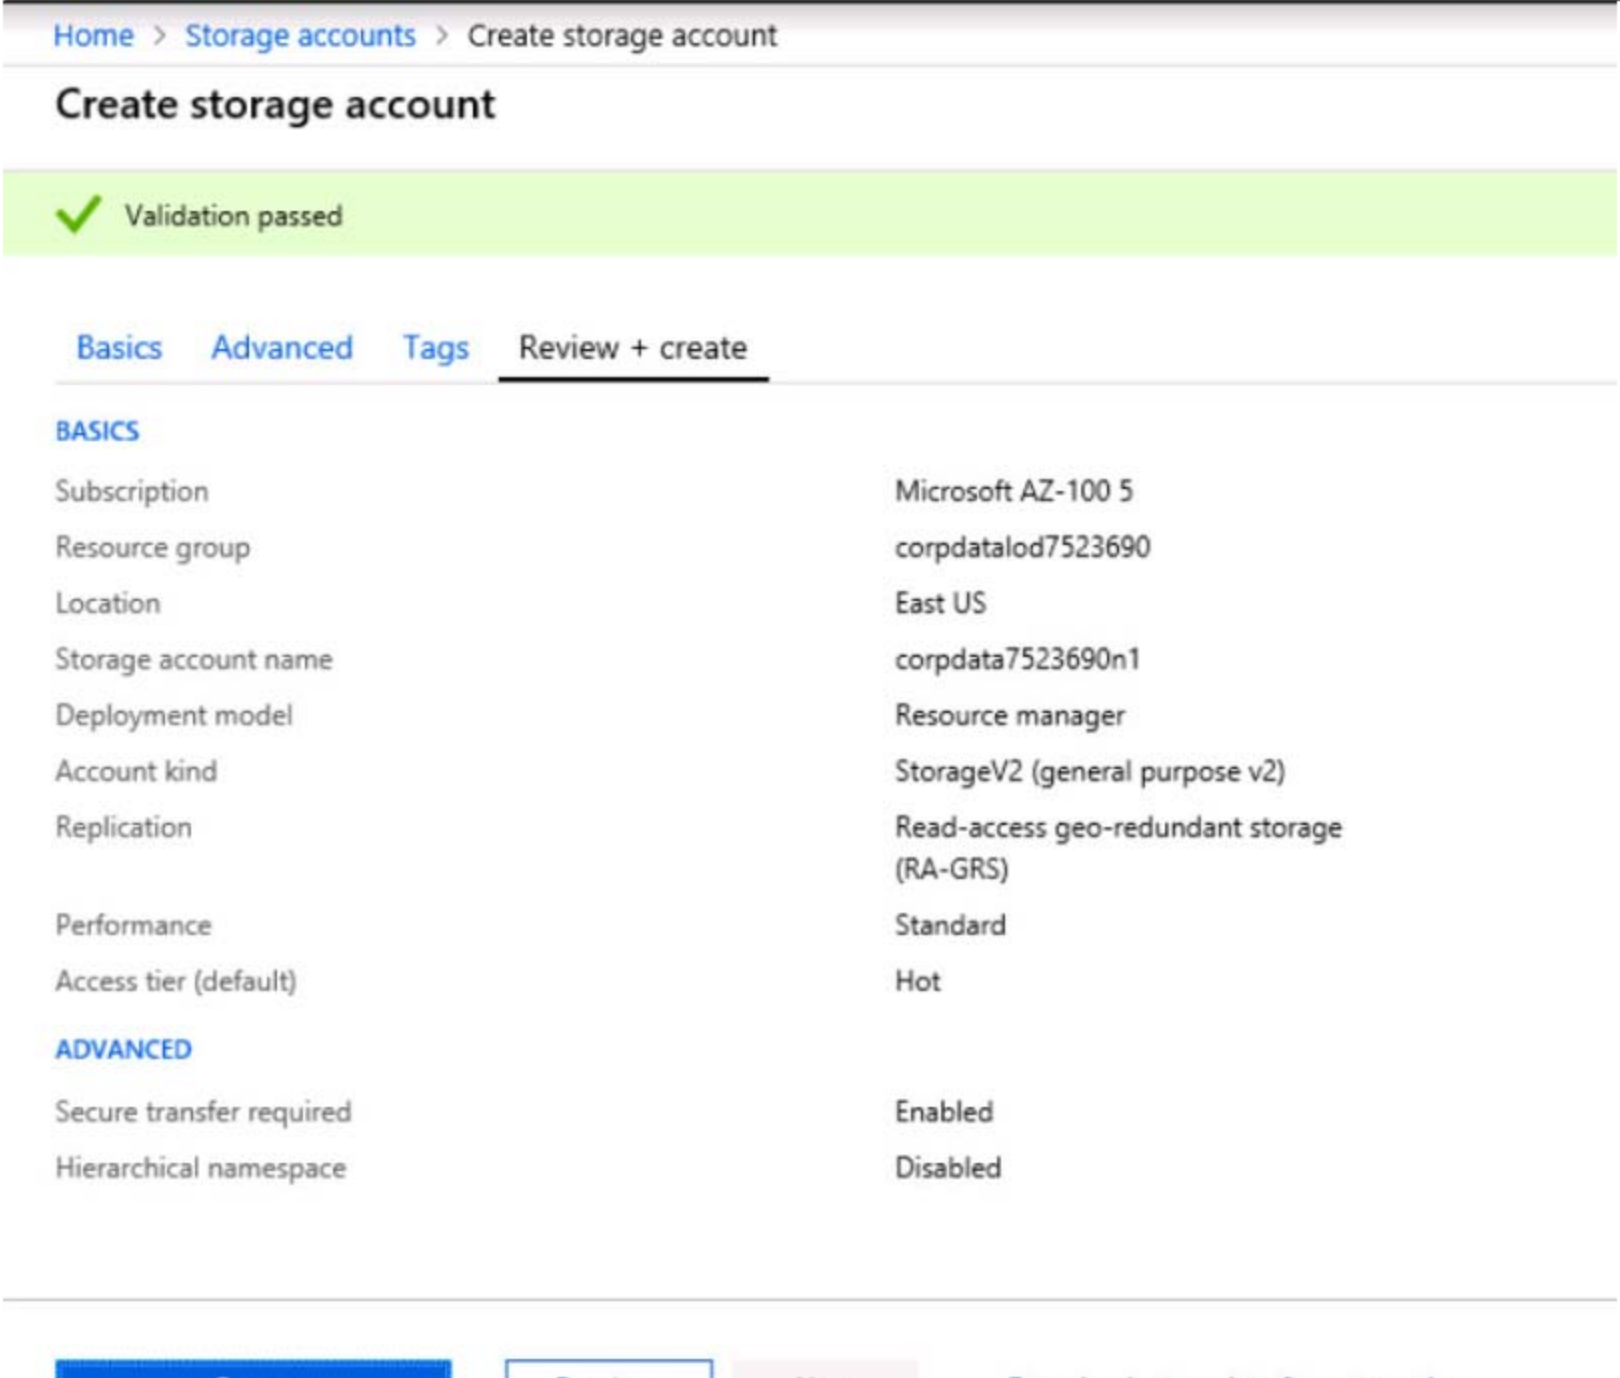 Home > Storage accounts > Create storage account
Create storage account
Validation passed
Basics Advanced Tags Review + create
BASICS
Subscription Microsoft AZ-100 5
Resource group corpdatalod7523690
Location East US
Storage account name corpdata7523690n1
Deployment model Resource manager
Account kind StorageV2 (general purpose v2)
Replication Read-access geo-redundant storage
(RA-GRS)
Performance Standard
Access tier (default) Hot
ADVANCED
Secure transfer required Enabled
Hierarchical namespace Disabled